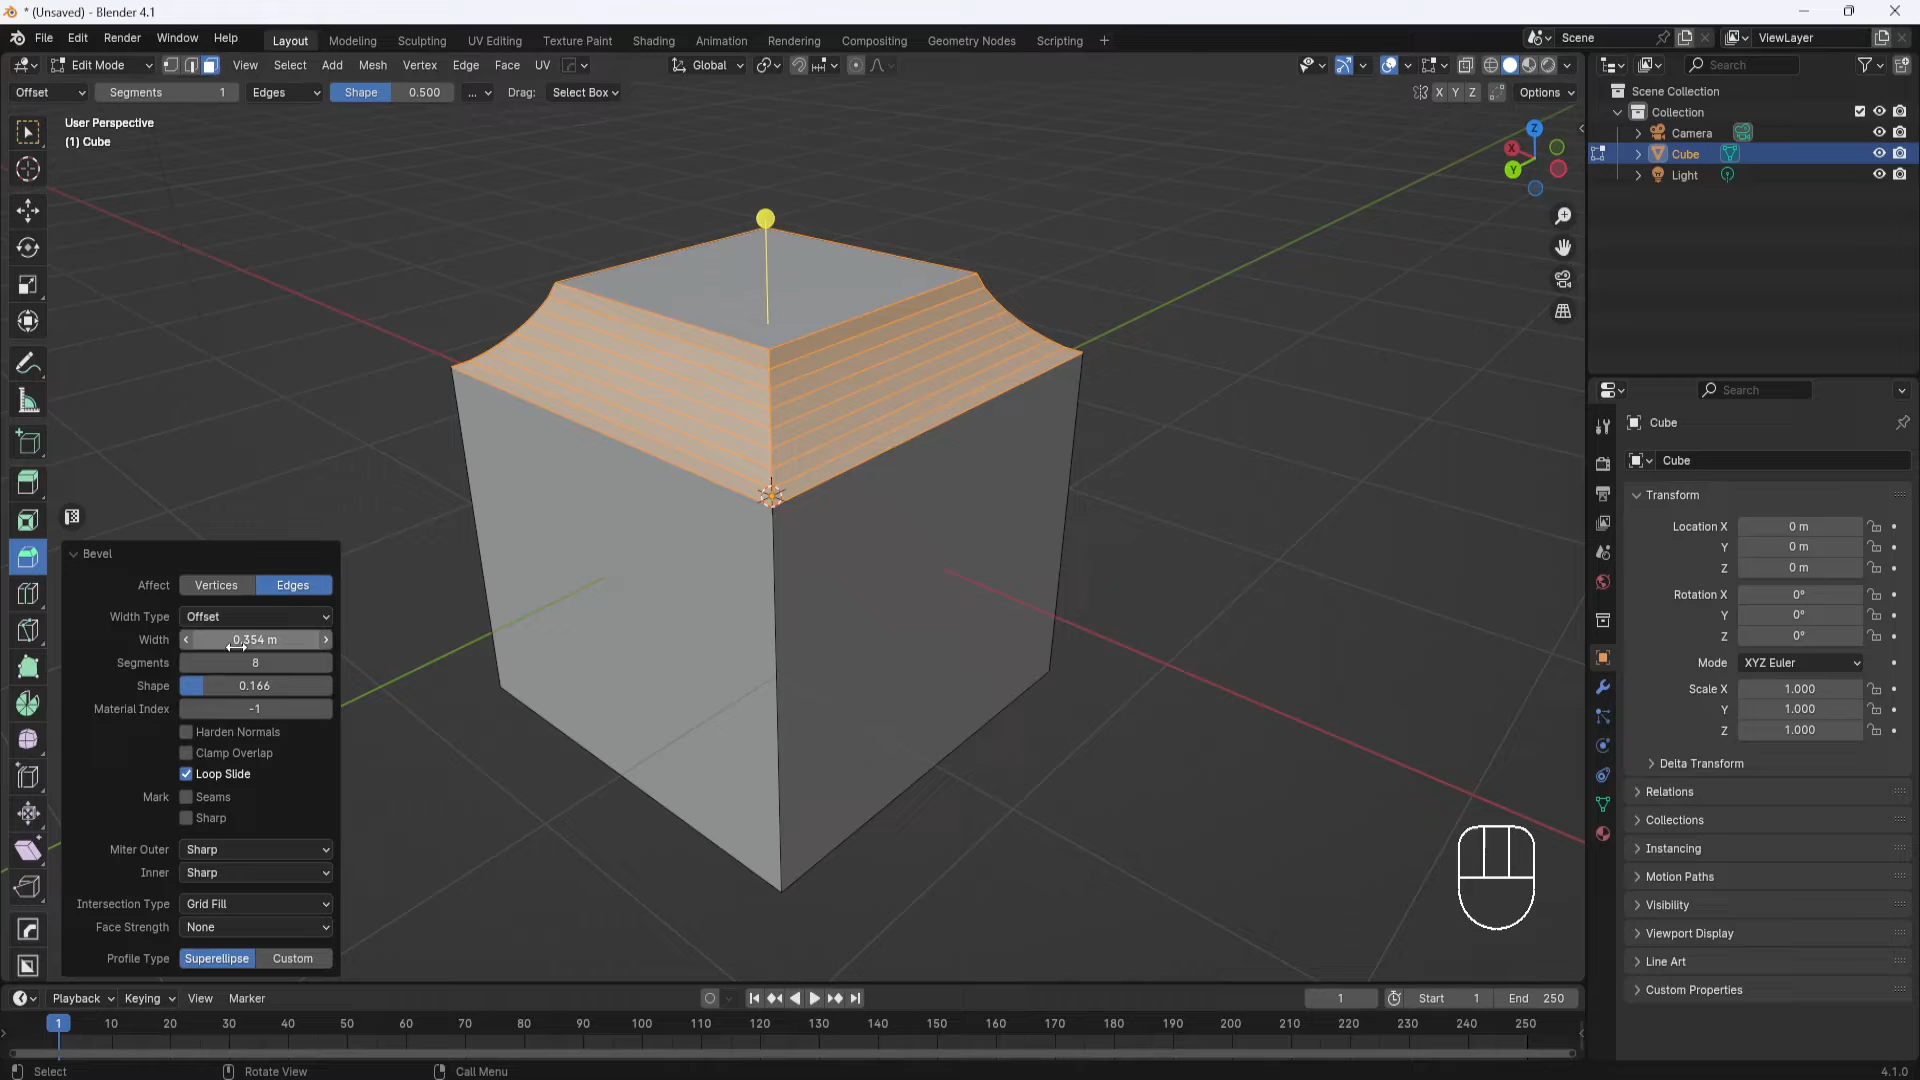 * (Unsaved) - Blender 4.1
File Edit Render Window Help
Layout Modeling Sculpting UV Editing Texture Paint Shading Animation Rendering Compositing Geometry Nodes Scripting +
Scene
ViewLayer
Edit Mode View Select Add Mesh Vertex Edge Face UV
Global
Search
Offset Segments 1 Edges Shape 0.500 ... Drag: Select Box
X Y Z Options
User Perspective
(1) Cube
Z
X
Y
Scene Collection
Collection
Camera
Cube
Light
Search
Cube
Cube
Transform
Location X 0 m
Y 0 m
Z 0 m
Rotation X 0°
Y 0°
Z 0°
Mode XYZ Euler
Scale X 1.000
Y 1.000
Z 1.000
Delta Transform
Relations
Collections
Instancing
Motion Paths
Visibility
Viewport Display
Line Art
Custom Properties
Bevel
Affect Vertices Edges
Width Type Offset
Width 0.354 m
Segments 8
Shape 0.166
Material Index -1
Harden Normals
Clamp Overlap
Loop Slide
Mark Seams
Sharp
Miter Outer Sharp
Inner Sharp
Intersection Type Grid Fill
Face Strength None
Profile Type Superellipse Custom
Playback Keying View Marker
1 Start 1 End 250
1 10 20 30 40 50 60 70 80 90 100 110 120 130 140 150 160 170 180 190 200 210 220 230 240 250
Select Rotate View Call Menu 4.1.0